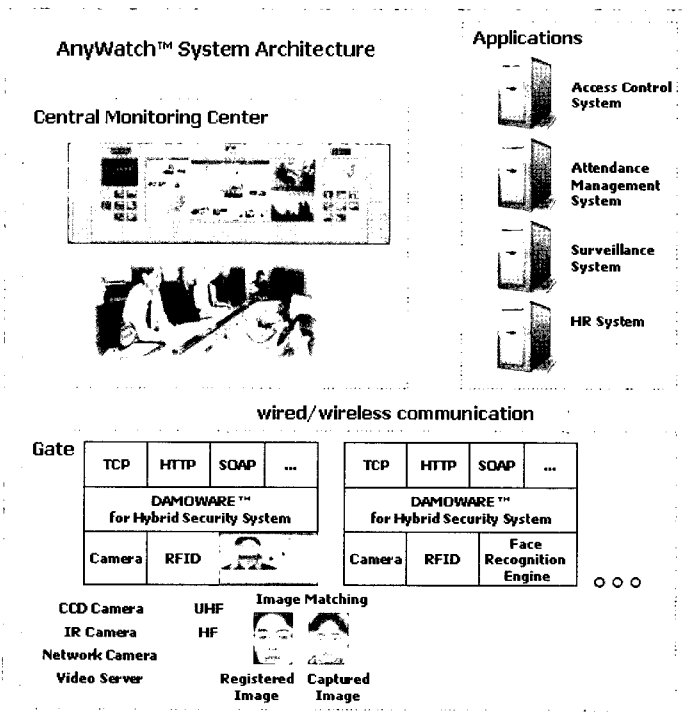 AnyWatch™ System Architecture
Applications
Access Control
System
Central Monitoring Center
Attendance
Management
System
Surveillance
System
HR System
wired/wireless communication
Gate
TCP HTTP SOAP ...
DAMOWARE™
for Hybrid Security System
Camera RFID
TCP HTTP SOAP ...
DAMOWARE™
for Hybrid Security System
Camera RFID Face
Recognition
Engine
CCD Camera
IR Camera
Network Camera
Video Server
UHF
HF
Image Matching
Registered
Image
Captured
Image